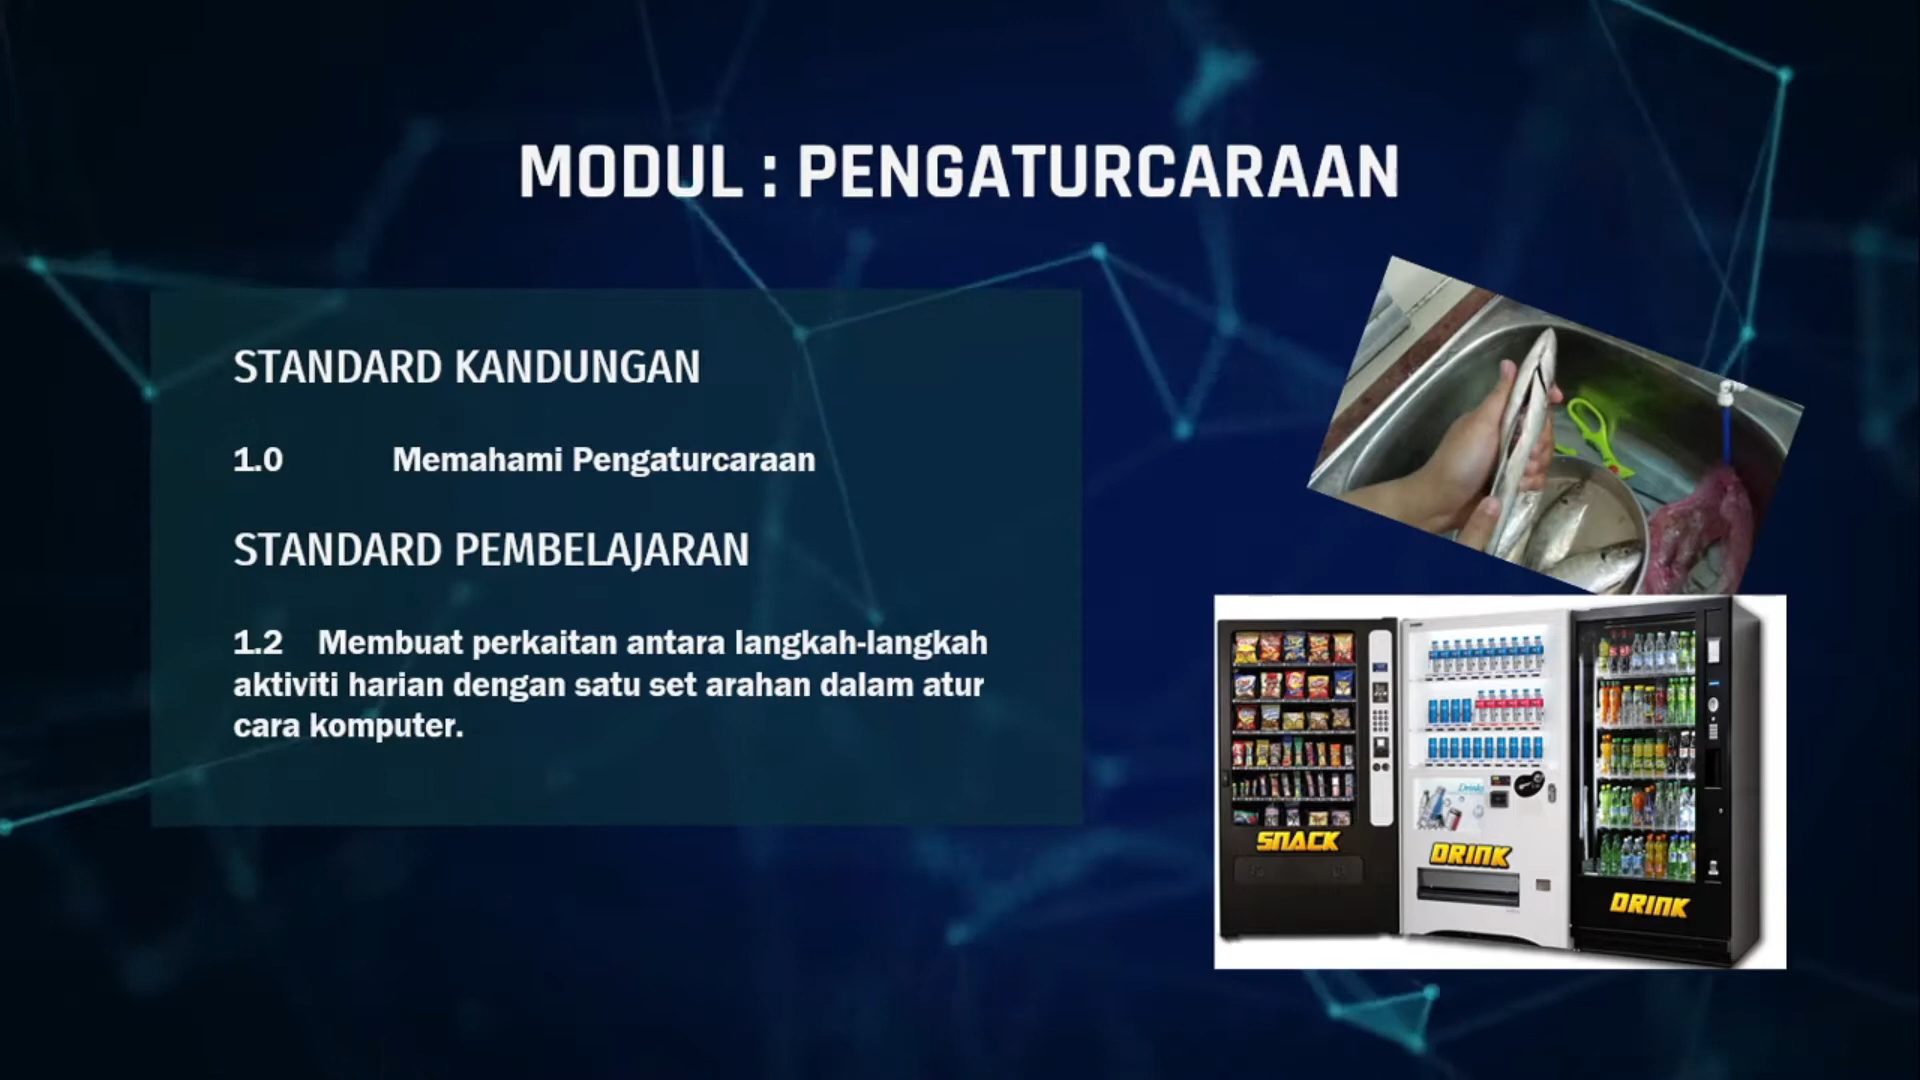 MODUL : PENGATURCARAAN
STANDARD KANDUNGAN
1.0 Memahami Pengaturcaraan
STANDARD PEMBELAJARAN
1.2 Membuat perkaitan antara langkah-langkah
aktiviti harian dengan satu set arahan dalam atur
cara komputer.
SNACK
DRINK
DRINK